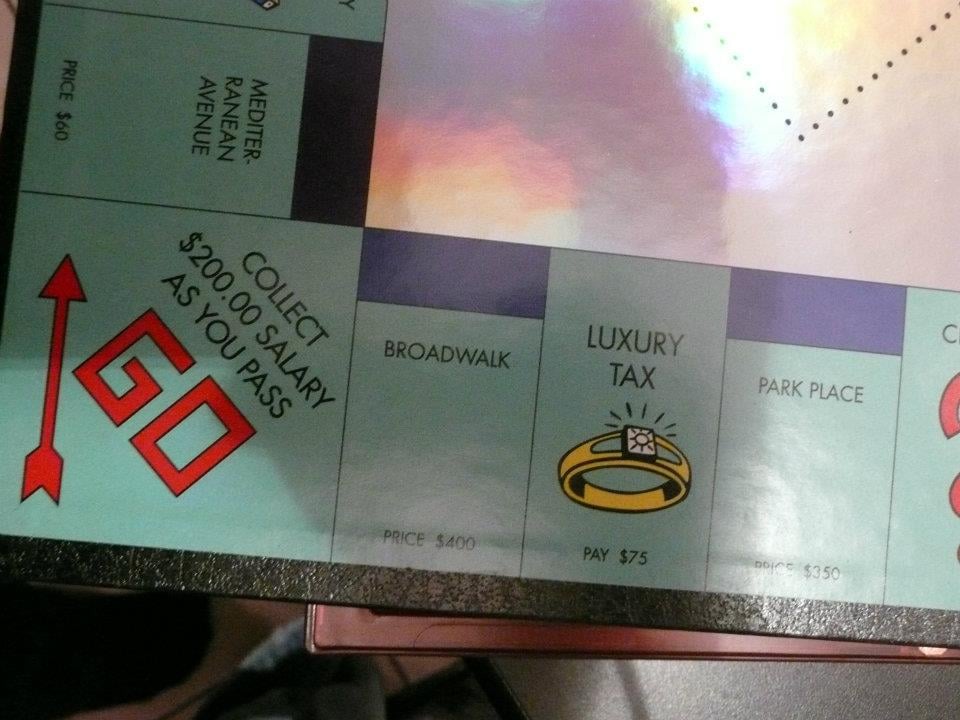 Y
PRICE $60
MEDITER-
RANEAN
AVENUE
COLLECT
$200.00 SALARY
AS YOU PASS
GO
BROADWALK
PRICE $400
LUXURY
TAX
PAY $75
PARK PLACE
PRICE $350